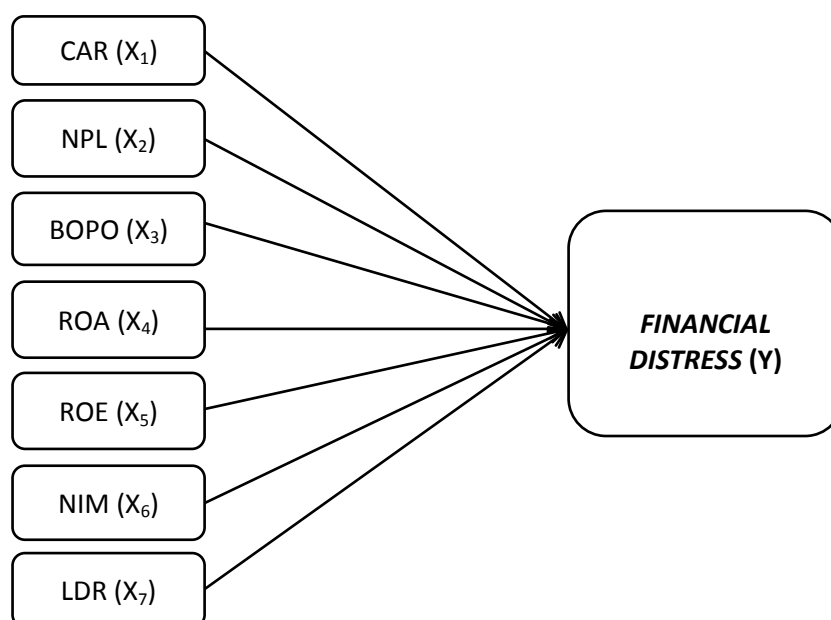 CAR (X₁)
NPL (X₂)
BOPO (X₃)
ROA (X₄)
ROE (X₅)
NIM (X₆)
LDR (X₇)
FINANCIAL
DISTRESS (Y)